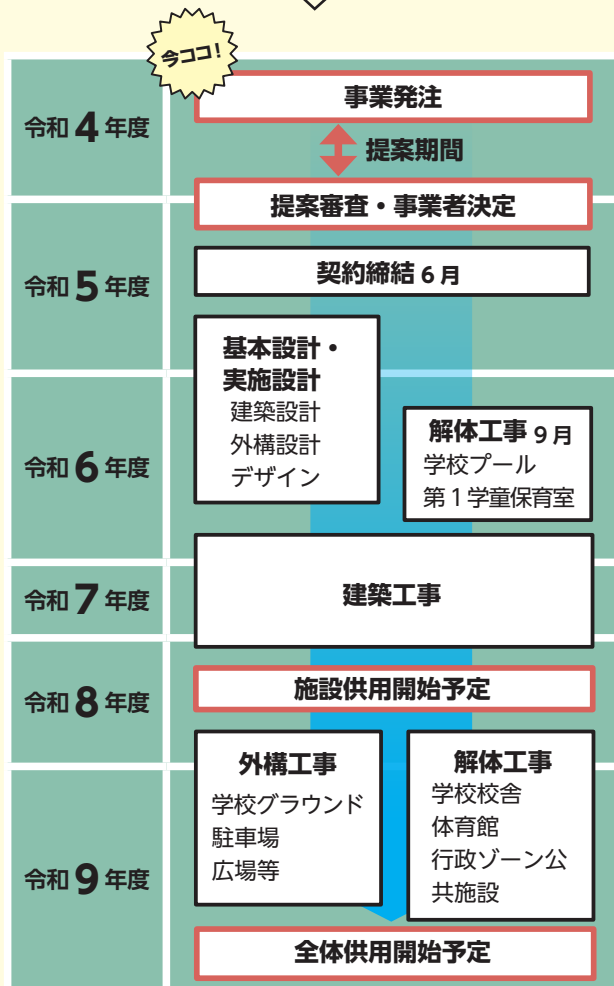 今ココ！
令和4年度
事業発注
提案期間
提案審査・事業者決定
令和5年度
契約締結 6月
基本設計・
実施設計
建築設計
外構設計
デザイン
令和6年度
解体工事 9月
学校プール
第1学童保育室
令和7年度
建築工事
令和8年度
施設供用開始予定
外構工事
学校グラウンド
駐車場
広場等
解体工事
学校校舎
体育館
行政ゾーン公
共施設
令和9年度
全体供用開始予定